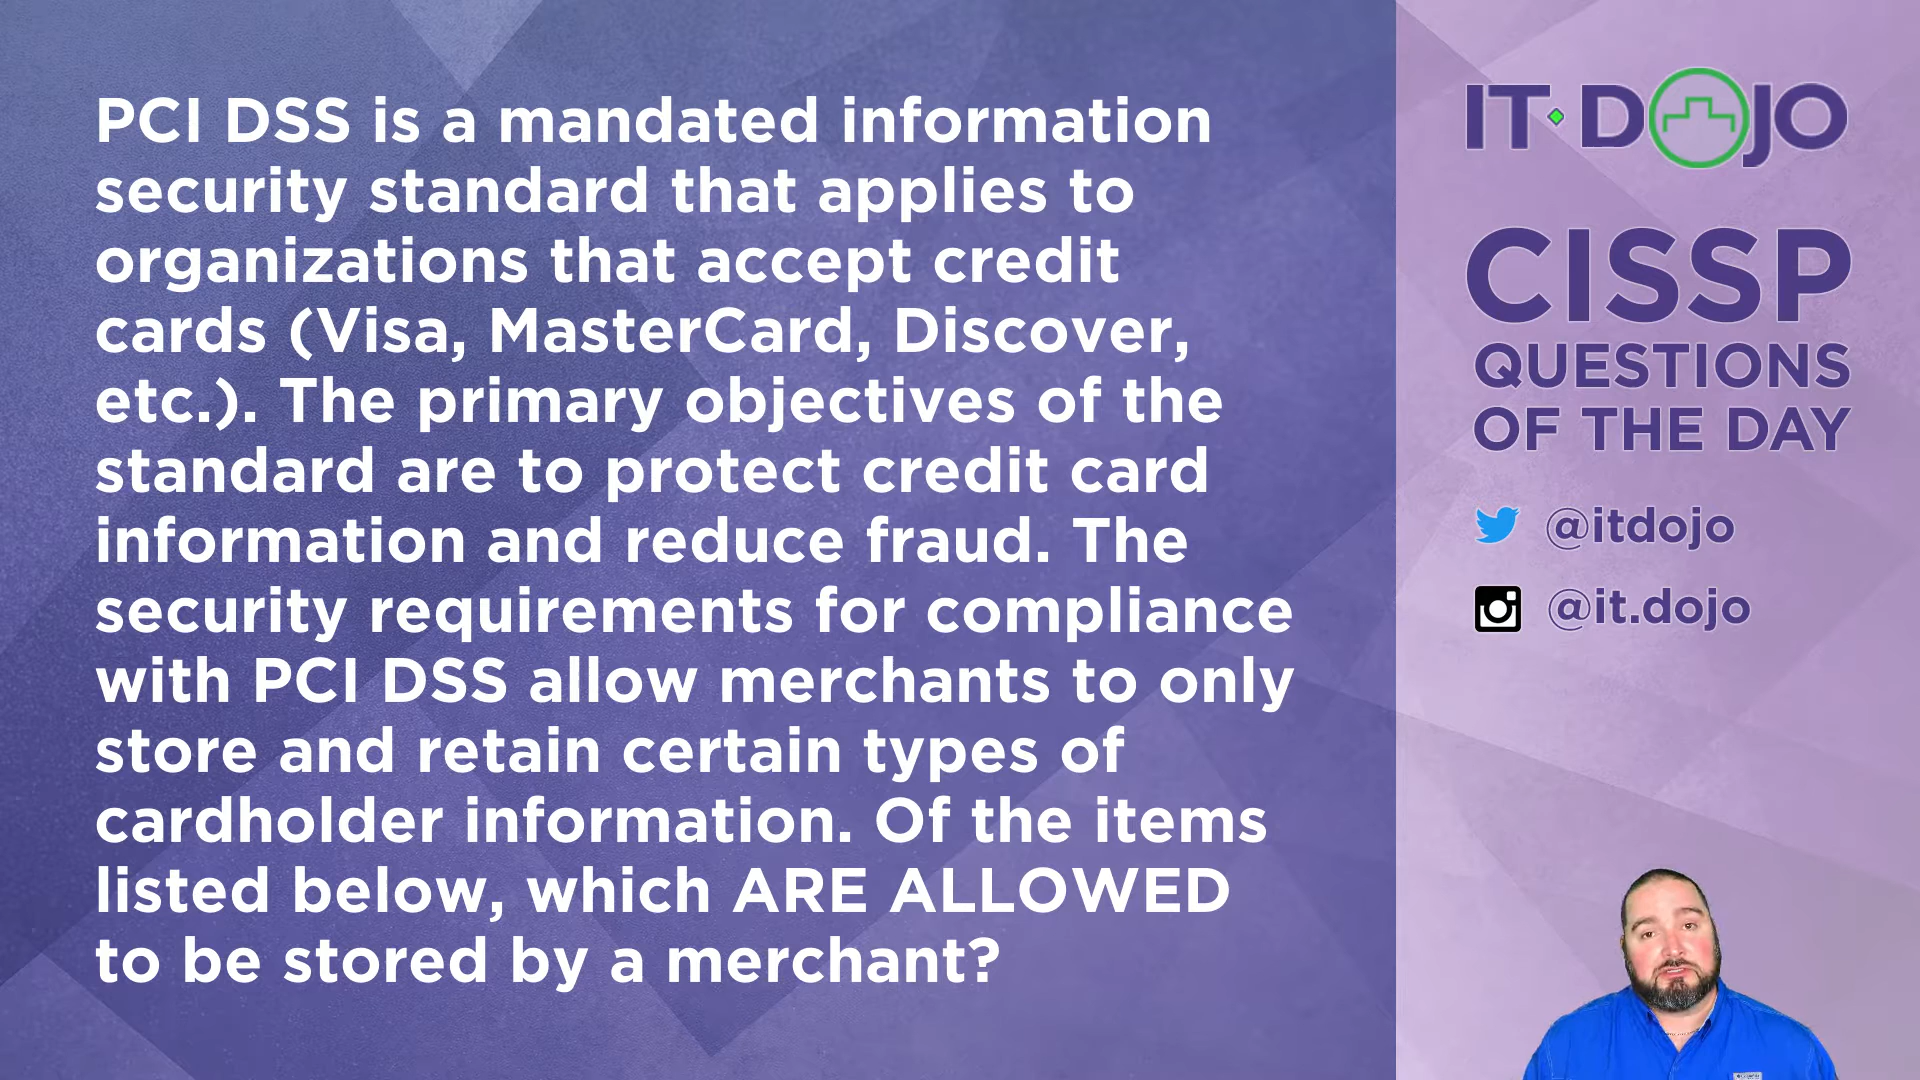 PCI DSS is a mandated information
security standard that applies to
organizations that accept credit
cards (Visa, MasterCard, Discover,
etc.). The primary objectives of the
standard are to protect credit card
information and reduce fraud. The
security requirements for compliance
with PCI DSS allow merchants to only
store and retain certain types of
cardholder information. Of the items
listed below, which ARE ALLOWED
to be stored by a merchant?
IT DOJO
CISSP
QUESTIONS
OF THE DAY
@itdojo
@it.dojo